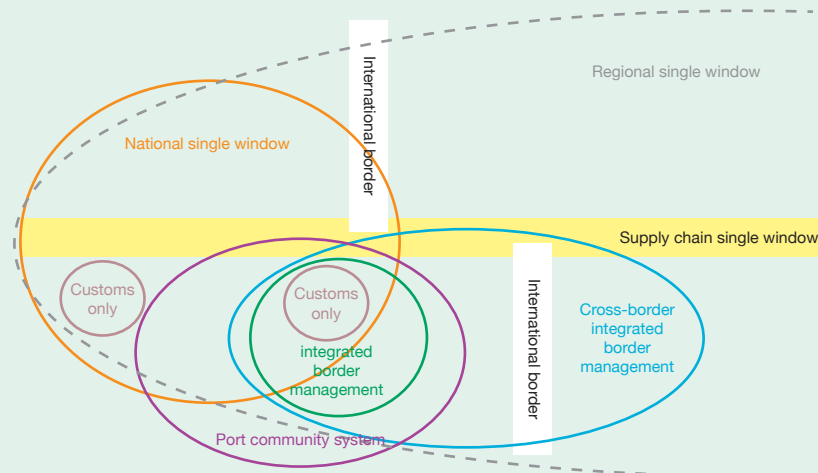 International border
Regional single window
National single window
Supply chain single window
Customs
only
Customs
only
International border
Cross-border
integrated
border
management
integrated
border
management
Port community system